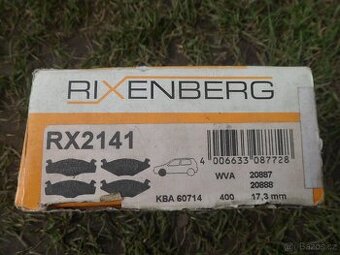 RIXENBERG
RX2141
4 006633 087728
WVA 20887
20888
KBA 60714 400 17,3 mm